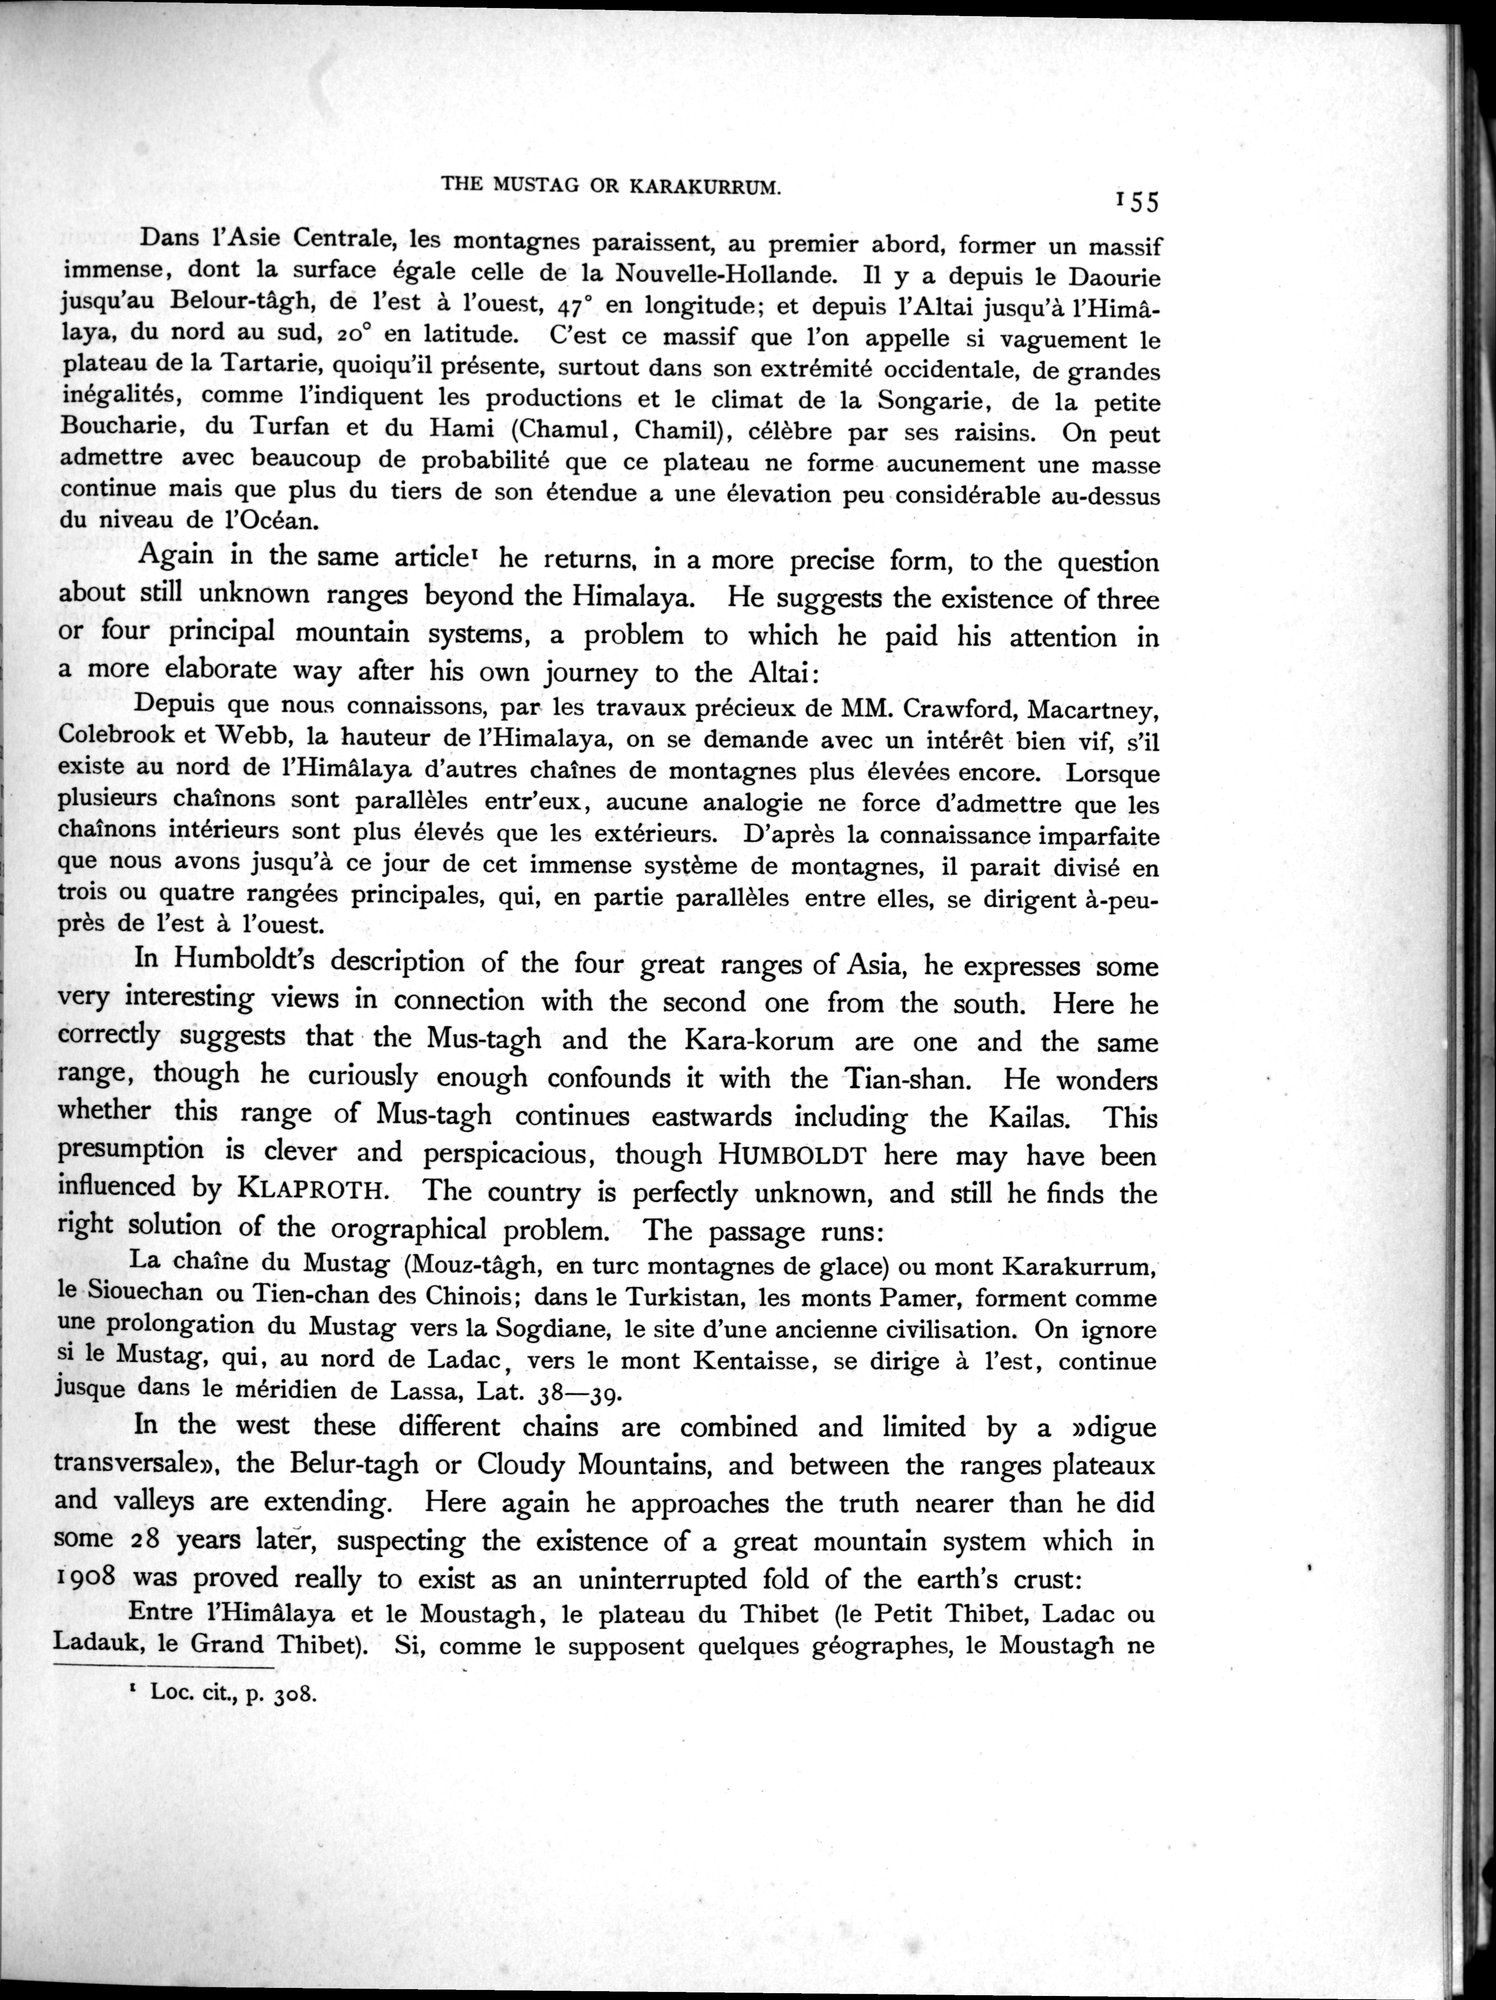 THE MUSTAG OR KARAKURRUM.
155
Dans l'Asie Centrale, les montagnes paraissent, au premier abord, former un massif
immense, dont la surface égale celle de la Nouvelle-Hollande. Il y a depuis le Daourie
jusqu'au Belour-tâgh, de l'est à l'ouest, 47° en longitude; et depuis l'Altai jusqu'à l'Himâ-
laya, du nord au sud, 20° en latitude. C'est ce massif que l'on appelle si vaguement le
plateau de la Tartarie, quoiqu'il présente, surtout dans son extrémité occidentale, de grandes
inégalités, comme l'indiquent les productions et le climat de la Songarie, de la petite
Boucharie, du Turfan et du Hami (Chamul, Chamil), célèbre par ses raisins. On peut
admettre avec beaucoup de probabilité que ce plateau ne forme aucunement une masse
continue mais que plus du tiers de son étendue a une élevation peu considérable au-dessus
du niveau de l'Océan.
Again in the same article¹ he returns, in a more precise form, to the question
about still unknown ranges beyond the Himalaya. He suggests the existence of three
or four principal mountain systems, a problem to which he paid his attention in
a more elaborate way after his own journey to the Altai:
Depuis que nous connaissons, par les travaux précieux de MM. Crawford, Macartney,
Colebrook et Webb, la hauteur de l'Himalaya, on se demande avec un intérêt bien vif, s'il
existe au nord de l'Himâlaya d'autres chaînes de montagnes plus élevées encore. Lorsque
plusieurs chaînons sont parallèles entr'eux, aucune analogie ne force d'admettre que les
chaînons intérieurs sont plus élevés que les extérieurs. D'après la connaissance imparfaite
que nous avons jusqu'à ce jour de cet immense système de montagnes, il parait divisé en
trois ou quatre rangées principales, qui, en partie parallèles entre elles, se dirigent à-peu-
près de l'est à l'ouest.
In Humboldt's description of the four great ranges of Asia, he expresses some
very interesting views in connection with the second one from the south. Here he
correctly suggests that the Mus-tagh and the Kara-korum are one and the same
range, though he curiously enough confounds it with the Tian-shan. He wonders
whether this range of Mus-tagh continues eastwards including the Kailas. This
presumption is clever and perspicacious, though HUMBOLDT here may have been
influenced by KLAPROTH. The country is perfectly unknown, and still he finds the
right solution of the orographical problem. The passage runs:
La chaîne du Mustag (Mouz-tâgh, en turc montagnes de glace) ou mont Karakurrum,
le Siouechan ou Tien-chan des Chinois; dans le Turkistan, les monts Pamer, forment comme
une prolongation du Mustag vers la Sogdiane, le site d'une ancienne civilisation. On ignore
si le Mustag, qui, au nord de Ladac, vers le mont Kentaisse, se dirige à l'est, continue
jusque dans le méridien de Lassa, Lat. 38—39.
In the west these different chains are combined and limited by a »digue
transversale», the Belur-tagh or Cloudy Mountains, and between the ranges plateaux
and valleys are extending. Here again he approaches the truth nearer than he did
some 28 years later, suspecting the existence of a great mountain system which in
1908 was proved really to exist as an uninterrupted fold of the earth's crust:
Entre l'Himâlaya et le Moustagh, le plateau du Thibet (le Petit Thibet, Ladac ou
Ladauk, le Grand Thibet). Si, comme le supposent quelques géographes, le Moustagh ne
¹ Loc. cit., p. 308.